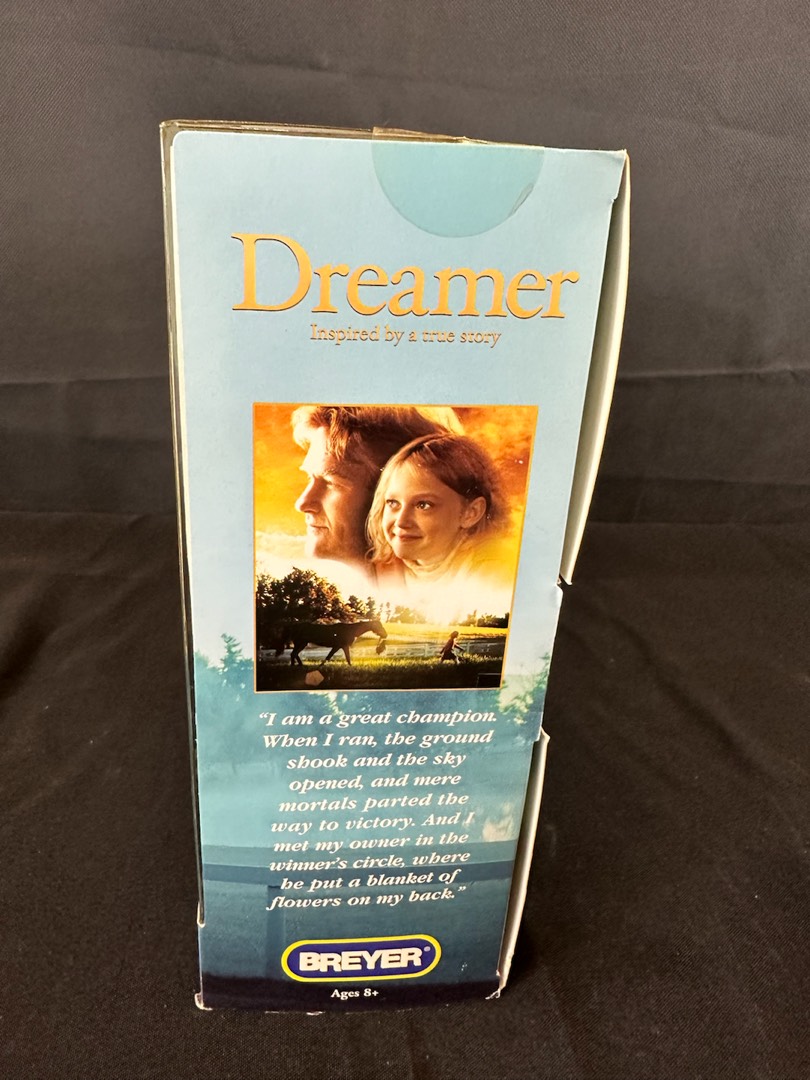 Dreamer
Inspired by a true story
"I am a great champion.
When I ran, the ground
shook and the sky
opened, and mere
mortals parted the
way to victory. And I
met my owner in the
winner's circle, where
he put a blanket of
flowers on my back."
BREYER®
Ages 8+